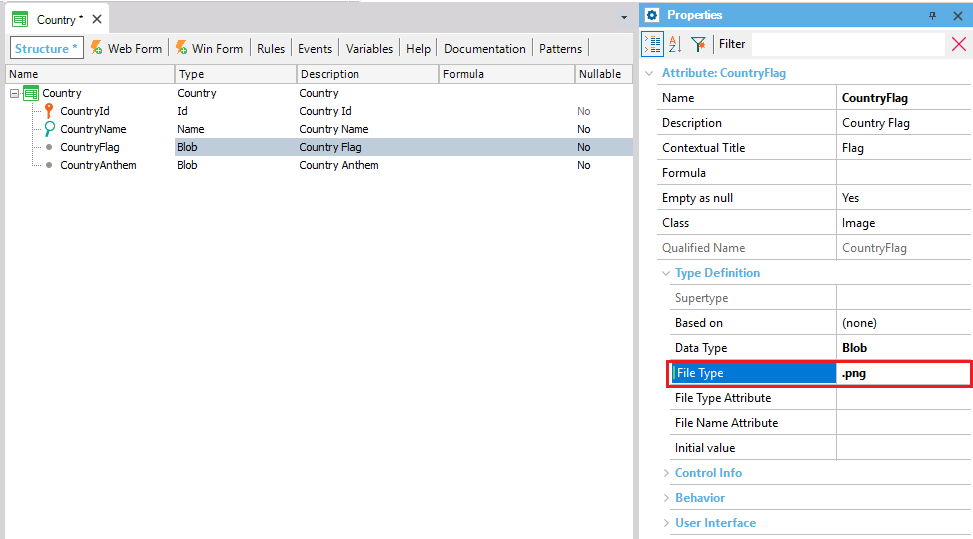 Country *
Structure * Web Form Win Form Rules Events Variables Help Documentation Patterns
Name Type Description Formula Nullable
Country Country Country
CountryId Id Country Id No
CountryName Name Country Name No
CountryFlag Blob Country Flag No
CountryAnthem Blob Country Anthem No
Properties
Filter
Attribute: CountryFlag
Name CountryFlag
Description Country Flag
Contextual Title Flag
Formula
Empty as null Yes
Class Image
Qualified Name CountryFlag
Type Definition
Supertype
Based on (none)
Data Type Blob
File Type .png
File Type Attribute
File Name Attribute
Initial value
Control Info
Behavior
User Interface